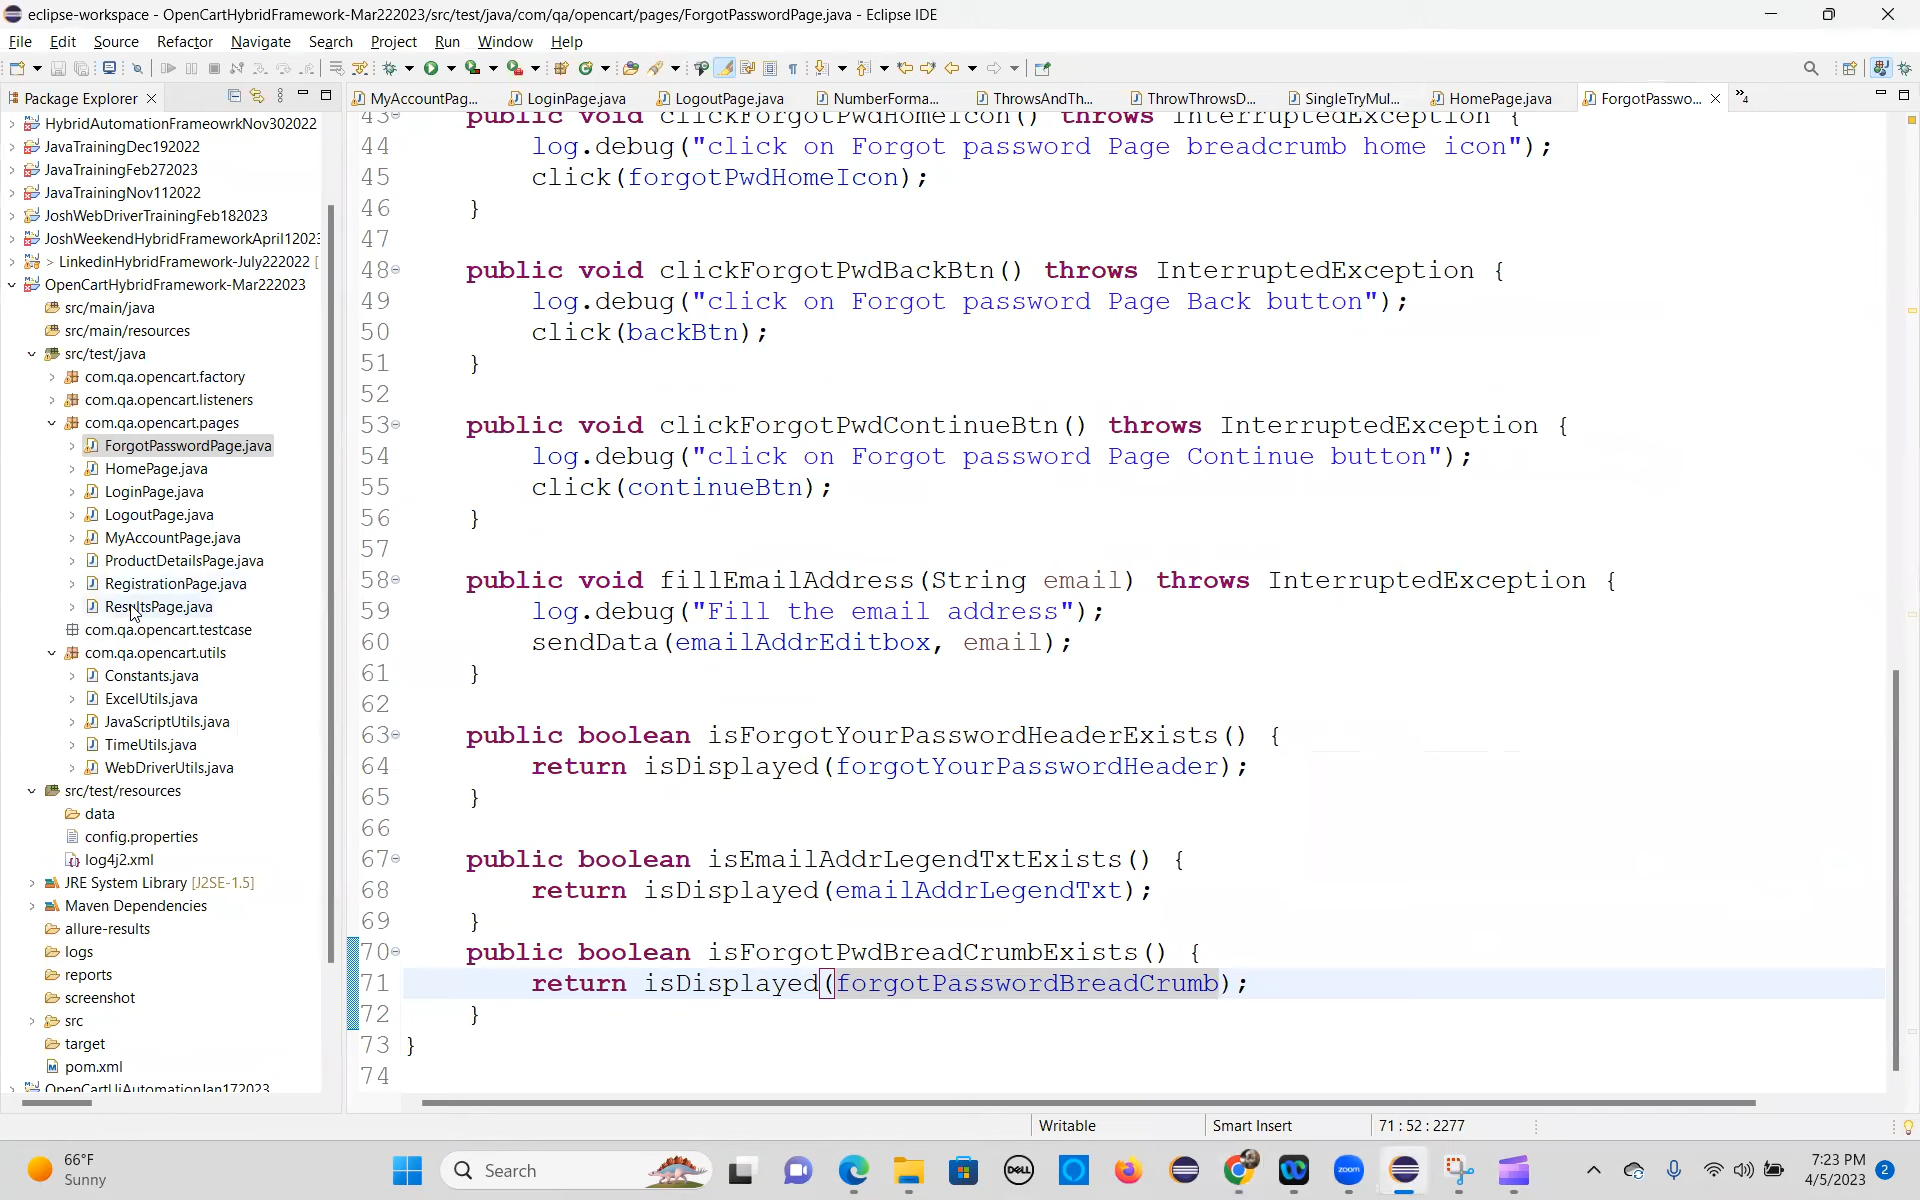 eclipse-workspace - OpenCartHybridFramework-Mar222023/src/test/java/com/qa/opencart/pages/ForgotPasswordPage.java - Eclipse IDE
File Edit Source Refactor Navigate Search Project Run Window Help
Package Explorer
MyAccountPag... LoginPage.java LogoutPage.java NumberForma... ThrowsAndTh... ThrowThrowsD... SingleTryMul... HomePage.java ForgotPasswo... »4
HybridAutomationFrameowrkNov302022
JavaTrainingDec192022
JavaTrainingFeb272023
JavaTrainingNov112022
JoshWebDriverTrainingFeb182023
JoshWeekendHybridFrameworkApril12023
> LinkedinHybridFramework-July222022 [
OpenCartHybridFramework-Mar222023
src/main/java
src/main/resources
src/test/java
com.qa.opencart.factory
com.qa.opencart.listeners
com.qa.opencart.pages
ForgotPasswordPage.java
HomePage.java
LoginPage.java
LogoutPage.java
MyAccountPage.java
ProductDetailsPage.java
RegistrationPage.java
ResultsPage.java
com.qa.opencart.testcase
com.qa.opencart.utils
Constants.java
ExcelUtils.java
JavaScriptUtils.java
TimeUtils.java
WebDriverUtils.java
src/test/resources
data
config.properties
log4j2.xml
JRE System Library [J2SE-1.5]
Maven Dependencies
allure-results
logs
reports
screenshot
src
target
pom.xml
OpenCartUiAutomationJan172023
43 public void clickForgotPwdHomeIcon() throws InterruptedException {
44 log.debug("click on Forgot password Page breadcrumb home icon");
45 click(forgotPwdHomeIcon);
46 }
47
48 public void clickForgotPwdBackBtn() throws InterruptedException {
49 log.debug("click on Forgot password Page Back button");
50 click(backBtn);
51 }
52
53 public void clickForgotPwdContinueBtn() throws InterruptedException {
54 log.debug("click on Forgot password Page Continue button");
55 click(continueBtn);
56 }
57
58 public void fillEmailAddress(String email) throws InterruptedException {
59 log.debug("Fill the email address");
60 sendData(emailAddrEditbox, email);
61 }
62
63 public boolean isForgotYourPasswordHeaderExists() {
64 return isDisplayed(forgotYourPasswordHeader);
65 }
66
67 public boolean isEmailAddrLegendTxtExists() {
68 return isDisplayed(emailAddrLegendTxt);
69 }
70 public boolean isForgotPwdBreadCrumbExists() {
71 return isDisplayed(forgotPasswordBreadCrumb);
72 }
73 }
74
Writable Smart Insert 71 : 52 : 2277
66°F
Sunny
Search
DELL
zoom
7:23 PM
4/5/2023
2